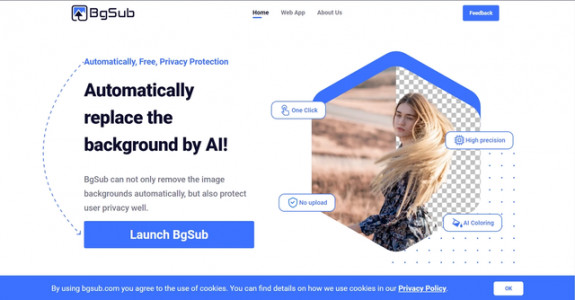 BgSub
Home Web App About Us
Feedback
Automatically, Free, Privacy Protection
Automatically
replace the
background by AI!
BgSub can not only remove the image
backgrounds automatically, but also protect
user privacy well.
Launch BgSub
One Click
High precision
No upload
AI Coloring
By using bgsub.com you agree to the use of cookies. You can find details on how we use cookies in our Privacy Policy.
OK